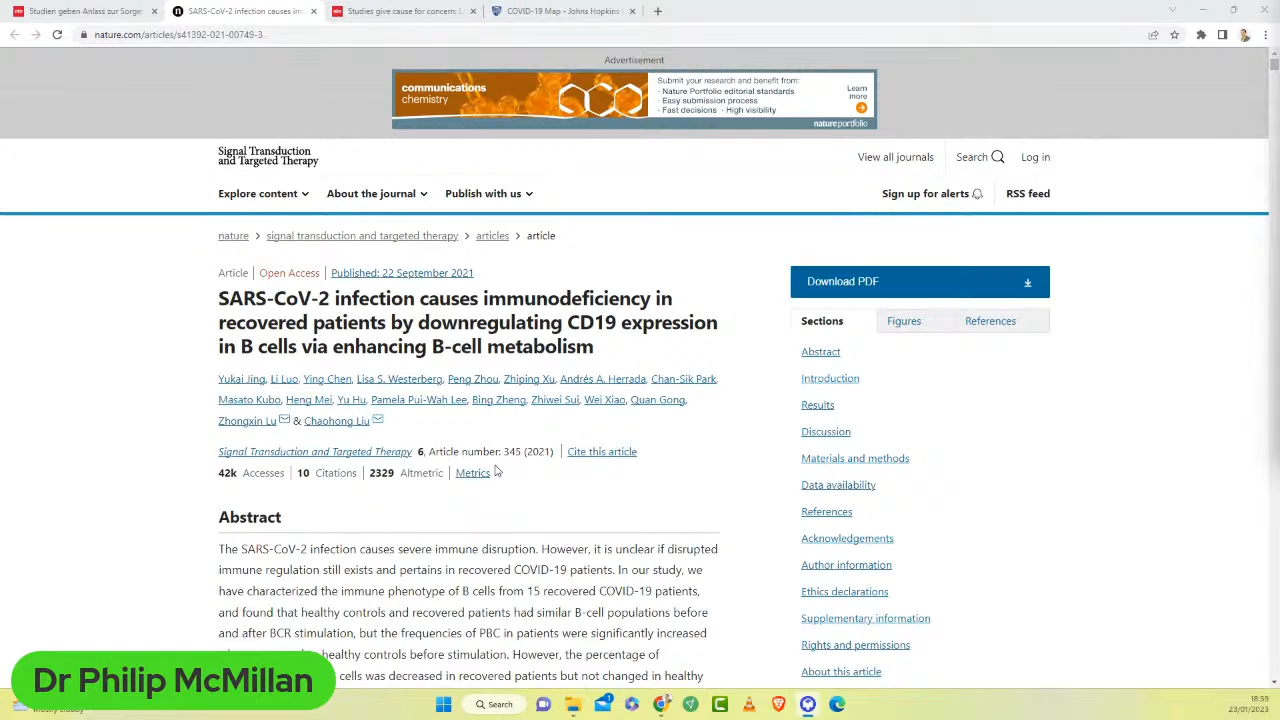 Studien geben Anlass zur Sorge:
SARS-CoV-2 infection causes im
Studies give cause for concern: L
COVID-19 Map - Johns Hopkins
nature.com/articles/s41392-021-00749-3...
Advertisement
communications
chemistry
Submit your research and benefit from:
· Nature Portfolio editorial standards
· Easy submission process
· Fast decisions · High visibility
Learn
more
nature portfolio
Signal Transduction
and Targeted Therapy
View all journals
Search
Log in
Explore content
About the journal
Publish with us
Sign up for alerts
RSS feed
nature > signal transduction and targeted therapy > articles > article
Article | Open Access | Published: 22 September 2021
SARS-CoV-2 infection causes immunodeficiency in
recovered patients by downregulating CD19 expression
in B cells via enhancing B-cell metabolism
Yukai Jing, Li Luo, Ying Chen, Lisa S. Westerberg, Peng Zhou, Zhiping Xu, Andrés A. Herrada, Chan-Sik Park,
Masato Kubo, Heng Mei, Yu Hu, Pamela Pui-Wah Lee, Bing Zheng, Zhiwei Sui, Wei Xiao, Quan Gong,
Zhongxin Lu & Chaohong Liu
Signal Transduction and Targeted Therapy 6, Article number: 345 (2021) | Cite this article
42k Accesses | 10 Citations | 2329 Altmetric | Metrics
Abstract
The SARS-CoV-2 infection causes severe immune disruption. However, it is unclear if disrupted
immune regulation still exists and pertains in recovered COVID-19 patients. In our study, we
have characterized the immune phenotype of B cells from 15 recovered COVID-19 patients,
and found that healthy controls and recovered patients had similar B-cell populations before
and after BCR stimulation, but the frequencies of PBC in patients were significantly increased
healthy controls before stimulation. However, the percentage of
cells was decreased in recovered patients but not changed in healthy
Download PDF
Sections
Figures
References
Abstract
Introduction
Results
Discussion
Materials and methods
Data availability
References
Acknowledgements
Author information
Ethics declarations
Supplementary information
Rights and permissions
About this article
Dr Philip McMillan
Mostly cloudy
Search
1
18:59
23/01/2023